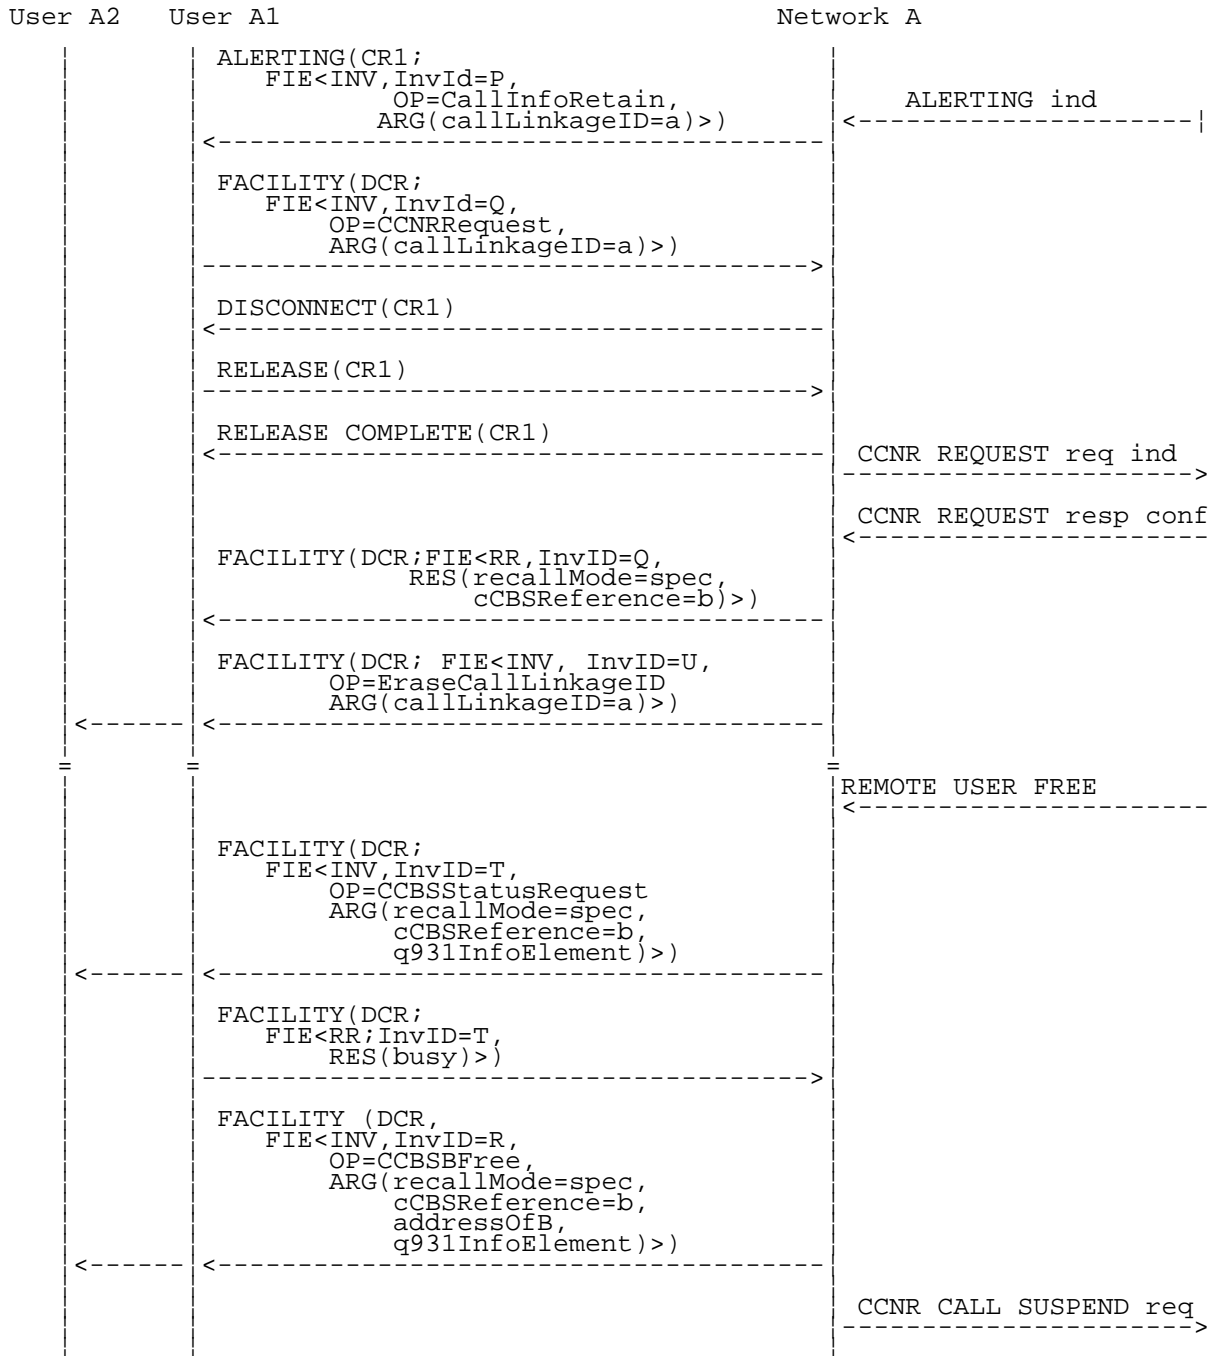 User A2 User A1 Network A
ALERTING(CR1;
FIE<INV,InvId=P,
OP=CallInfoRetain,
ARG(callLinkageID=a)>)
ALERTING ind
FACILITY(DCR;
FIE<INV,InvId=Q,
OP=CCNRRequest,
ARG(callLinkageID=a)>)
DISCONNECT(CR1)
RELEASE(CR1)
RELEASE COMPLETE(CR1)
CCNR REQUEST req ind
CCNR REQUEST resp conf
FACILITY(DCR;FIE<RR,InvID=Q,
RES(recallMode=spec,
cCBSReference=b)>)
FACILITY(DCR; FIE<INV, InvID=U,
OP=EraseCallLinkageID
ARG(callLinkageID=a)>)
REMOTE USER FREE
FACILITY(DCR;
FIE<INV,InvID=T,
OP=CCBSStatusRequest
ARG(recallMode=spec,
cCBSReference=b,
q931InfoElement)>)
FACILITY(DCR;
FIE<RR;InvID=T,
RES(busy)>)
FACILITY (DCR,
FIE<INV,InvID=R,
OP=CCBSBFree,
ARG(recallMode=spec,
cCBSReference=b,
addressOfB,
q931InfoElement)>)
CCNR CALL SUSPEND req